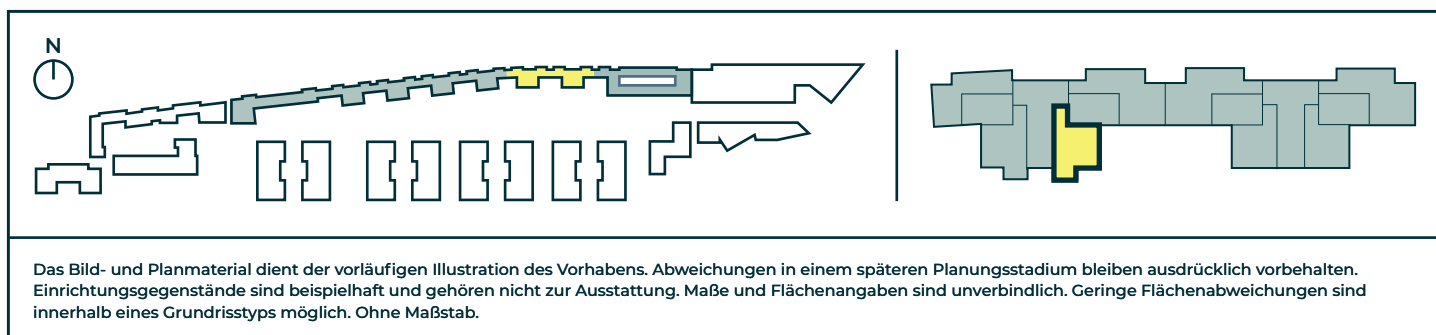 N
Das Bild- und Planmaterial dient der vorläufigen Illustration des Vorhabens. Abweichungen in einem späteren Planungsstadium bleiben ausdrücklich vorbehalten.
Einrichtungsgegenstände sind beispielhaft und gehören nicht zur Ausstattung. Maße und Flächenangaben sind unverbindlich. Geringe Flächenabweichungen sind
innerhalb eines Grundrisstyps möglich. Ohne Maßstab.